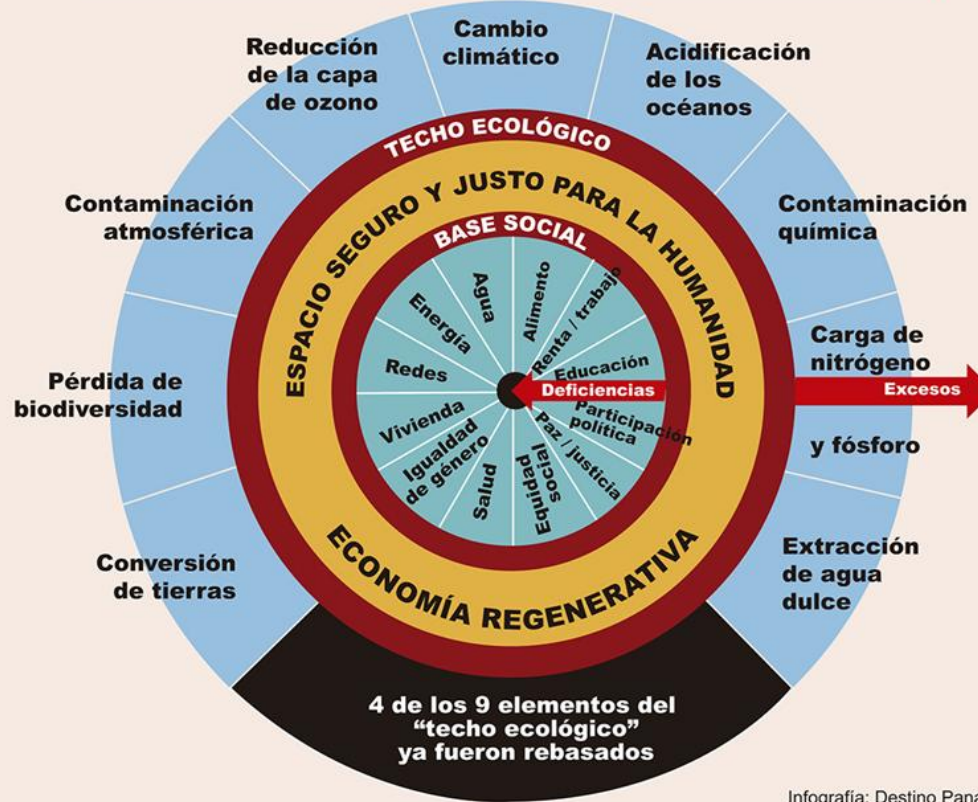 Cambio
climático
Acidificación
de los
océanos
Contaminación
química
Carga de
nitrógeno
Excesos
y fósforo
Extracción
de agua
dulce
4 de los 9 elementos del
“techo ecológico”
ya fueron rebasados
Conversión
de tierras
Pérdida de
biodiversidad
Contaminación
atmosférica
Reducción
de la capa
de ozono
TECHO ECOLÓGICO
ESPACIO SEGURO Y JUSTO PARA LA HUMANIDAD
ECONOMÍA REGENERATIVA
BASE SOCIAL
Alimento
Renta / trabajo
Educación
Deficiencias
Participación
política
Paz / justicia
Equidad
social
Salud
Igualdad
de género
Vivienda
Redes
Energía
Agua
Infografía: Destino